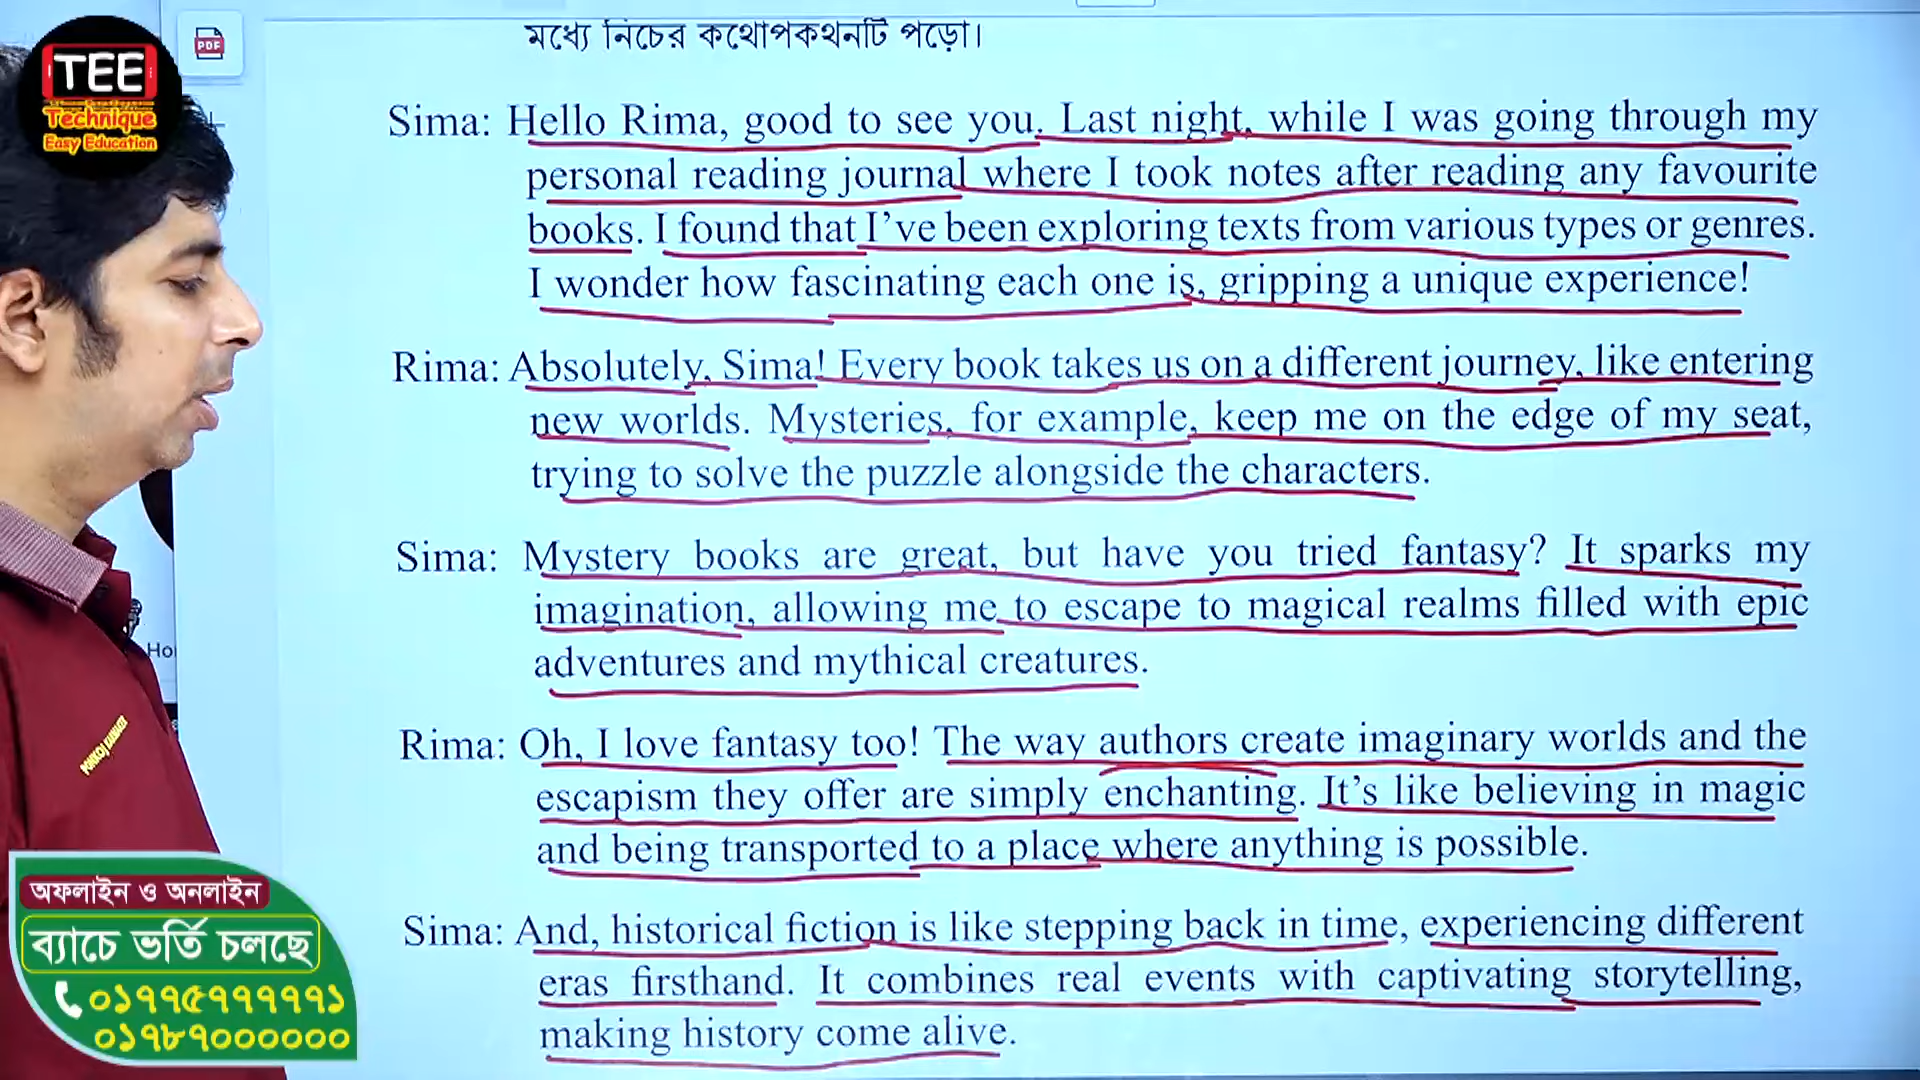 মধ্যে নিচের কথোপকথনটি পড়ো।
PDF
TEE
Technique
Easy Education
Sima: Hello Rima, good to see you. Last night, while I was going through my
personal reading journal where I took notes after reading any favourite
books. I found that I've been exploring texts from various types or genres.
I wonder how fascinating each one is, gripping a unique experience!
Rima: Absolutely, Sima! Every book takes us on a different journey, like entering
new worlds. Mysteries, for example, keep me on the edge of my seat,
trying to solve the puzzle alongside the characters.
Sima: Mystery books are great, but have you tried fantasy? It sparks my
imagination, allowing me to escape to magical realms filled with epic
adventures and mythical creatures.
Rima: Oh, I love fantasy too! The way authors create imaginary worlds and the
escapism they offer are simply enchanting. It's like believing in magic
and being transported to a place where anything is possible.
Sima: And, historical fiction is like stepping back in time, experiencing different
eras firsthand. It combines real events with captivating storytelling,
making history come alive.
PONKOJ KARMAKER
অফলাইন ও অনলাইন
ব্যাচে ভর্তি চলছে
০১৭৭৫৭৭৭৭৭১
০১৭৮৭০০০০০০